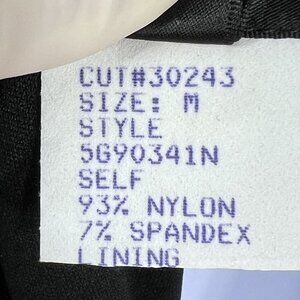 CUT#30243
SIZE: M
STYLE
5G90341N
SELF
93% NYLON
7% SPANDEX
LINING